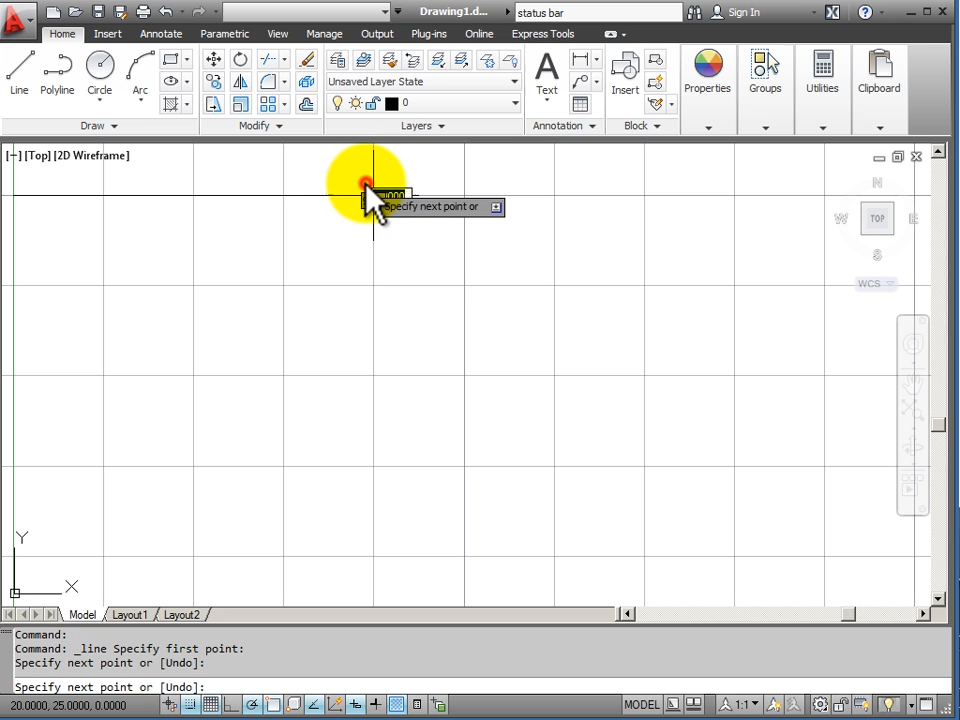 Drawing1.d...
status bar
Sign In
Home Insert Annotate Parametric View Manage Output Plug-ins Online Express Tools
Unsaved Layer State
Line Polyline Circle Arc
0
Text Insert Properties Groups Utilities Clipboard
Draw Modify Layers Annotation Block
[−] [Top] [2D Wireframe]
Specify next point or
N
W TOP E
S
WCS
Y
X
Model Layout1 Layout2
Command:
Command: _line Specify first point:
Specify next point or [Undo]:
Specify next point or [Undo]:
20.0000, 25.0000, 0.0000
MODEL
1:1